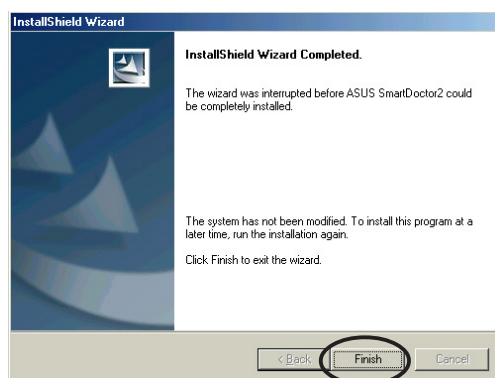 InstallShield Wizard
InstallShield Wizard Completed.
The wizard was interrupted before ASUS SmartDoctor2 could
be completely installed.
The system has not been modified. To install this program at a
later time, run the installation again.
Click Finish to exit the wizard.
< Back
Finish
Cancel